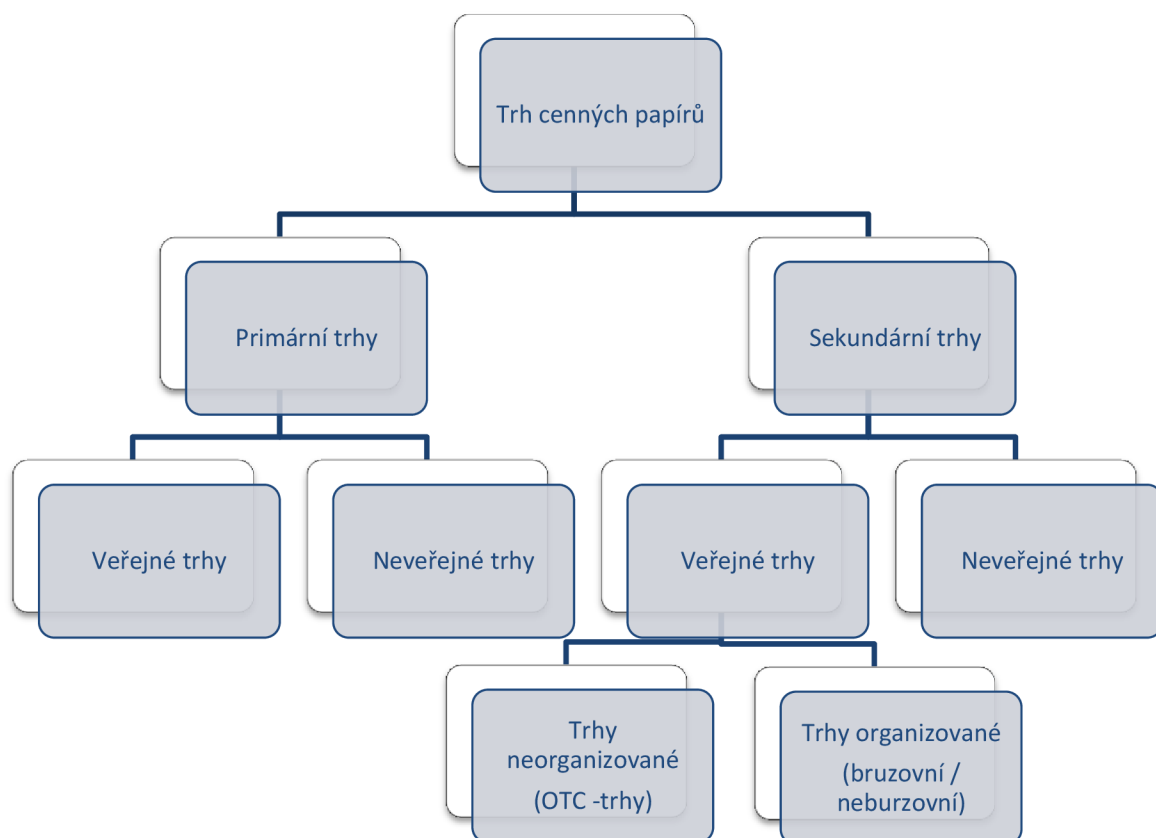 Trh cenných papírů
Primární trhy
Sekundární trhy
Veřejné trhy
Neveřejné trhy
Veřejné trhy
Neveřejné trhy
Trhy
neorganizované
(OTC -trhy)
Trhy organizované
(bruzovní /
neburzovní)